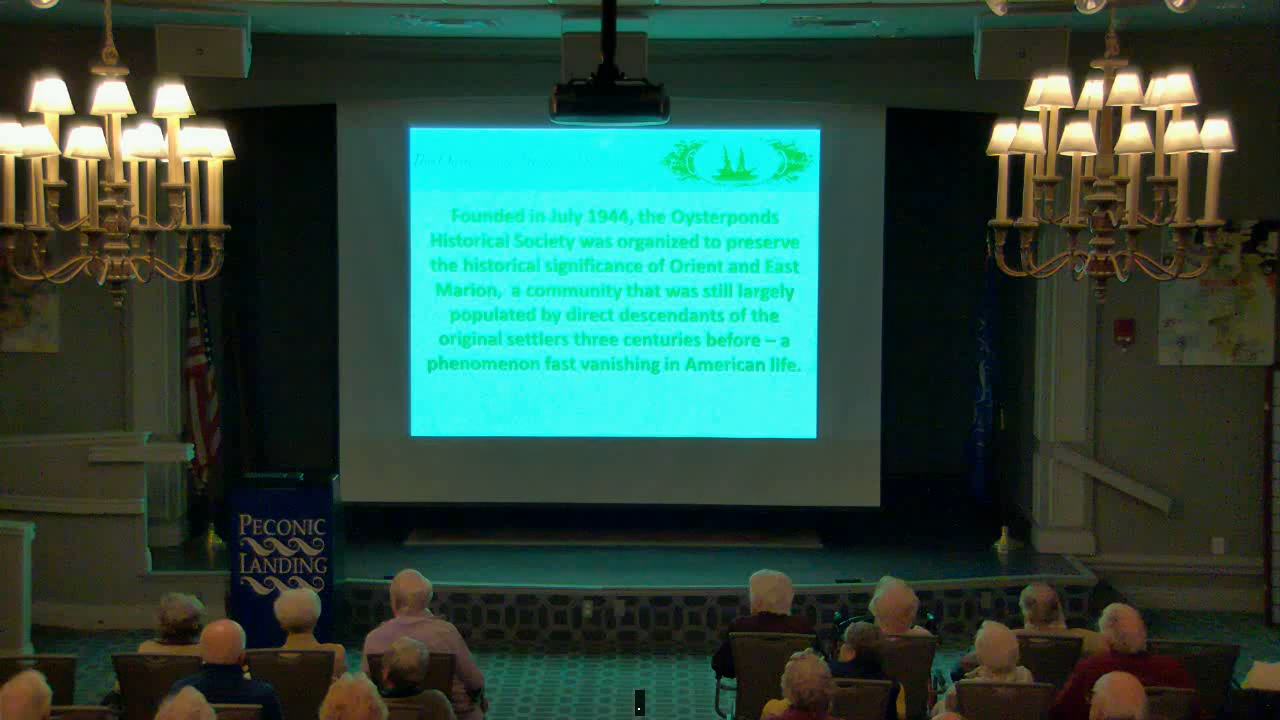 Founded in July 1944, the Oysterponds
Historical Society was organized to preserve
the historical significance of Orient and East
Marion, a community that was still largely
populated by direct descendants of the
original settlers three centuries before – a
phenomenon fast vanishing in American life.
PECONIC
LANDING